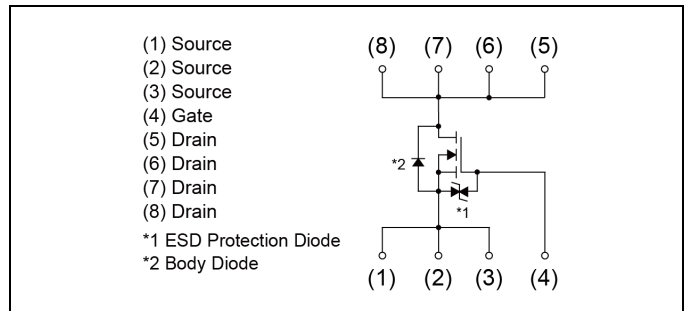 (1) Source
(2) Source
(3) Source
(4) Gate
(5) Drain
(6) Drain
(7) Drain
(8) Drain
*1 ESD Protection Diode
*2 Body Diode
(8) (7) (6) (5)
*2
*1
(1) (2) (3) (4)